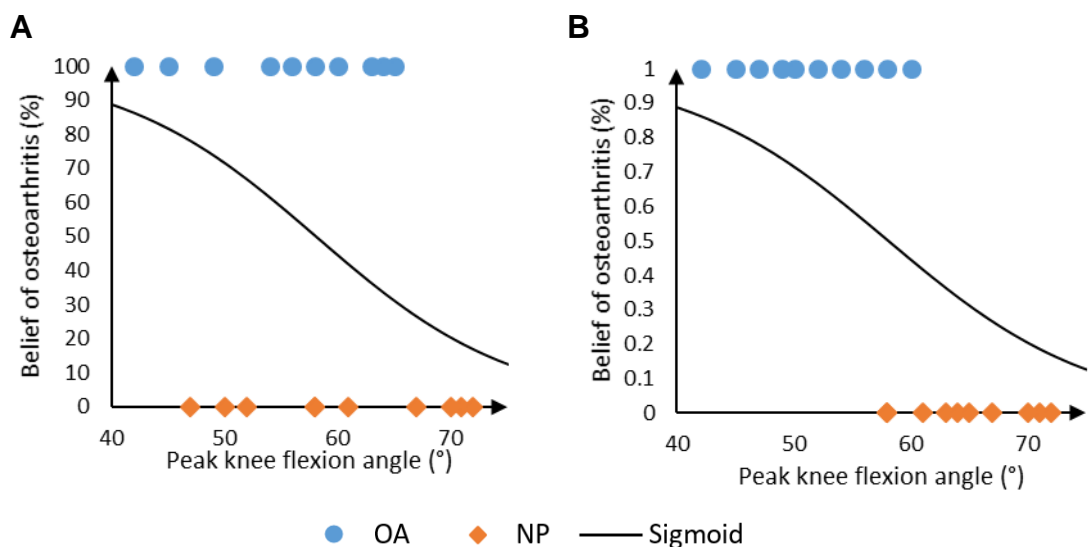 A
Belief of osteoarthritis (%)
100
90
80
70
60
50
40
30
20
10
0
40 50 60 70
Peak knee flexion angle (°)
B
Belief of osteoarthritis (%)
1
0.9
0.8
0.7
0.6
0.5
0.4
0.3
0.2
0.1
0
40 50 60 70
Peak knee flexion angle (°)
OA NP Sigmoid